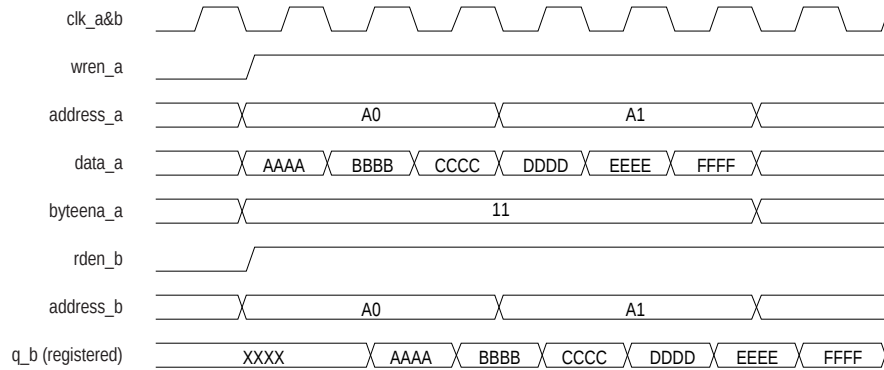 clk_a&b
wren_a
address_a A0 A1
data_a AAAA BBBB CCCC DDDD EEEE FFFF
byteena_a 11
rden_b
address_b A0 A1
q_b (registered) XXXX AAAA BBBB CCCC DDDD EEEE FFFF